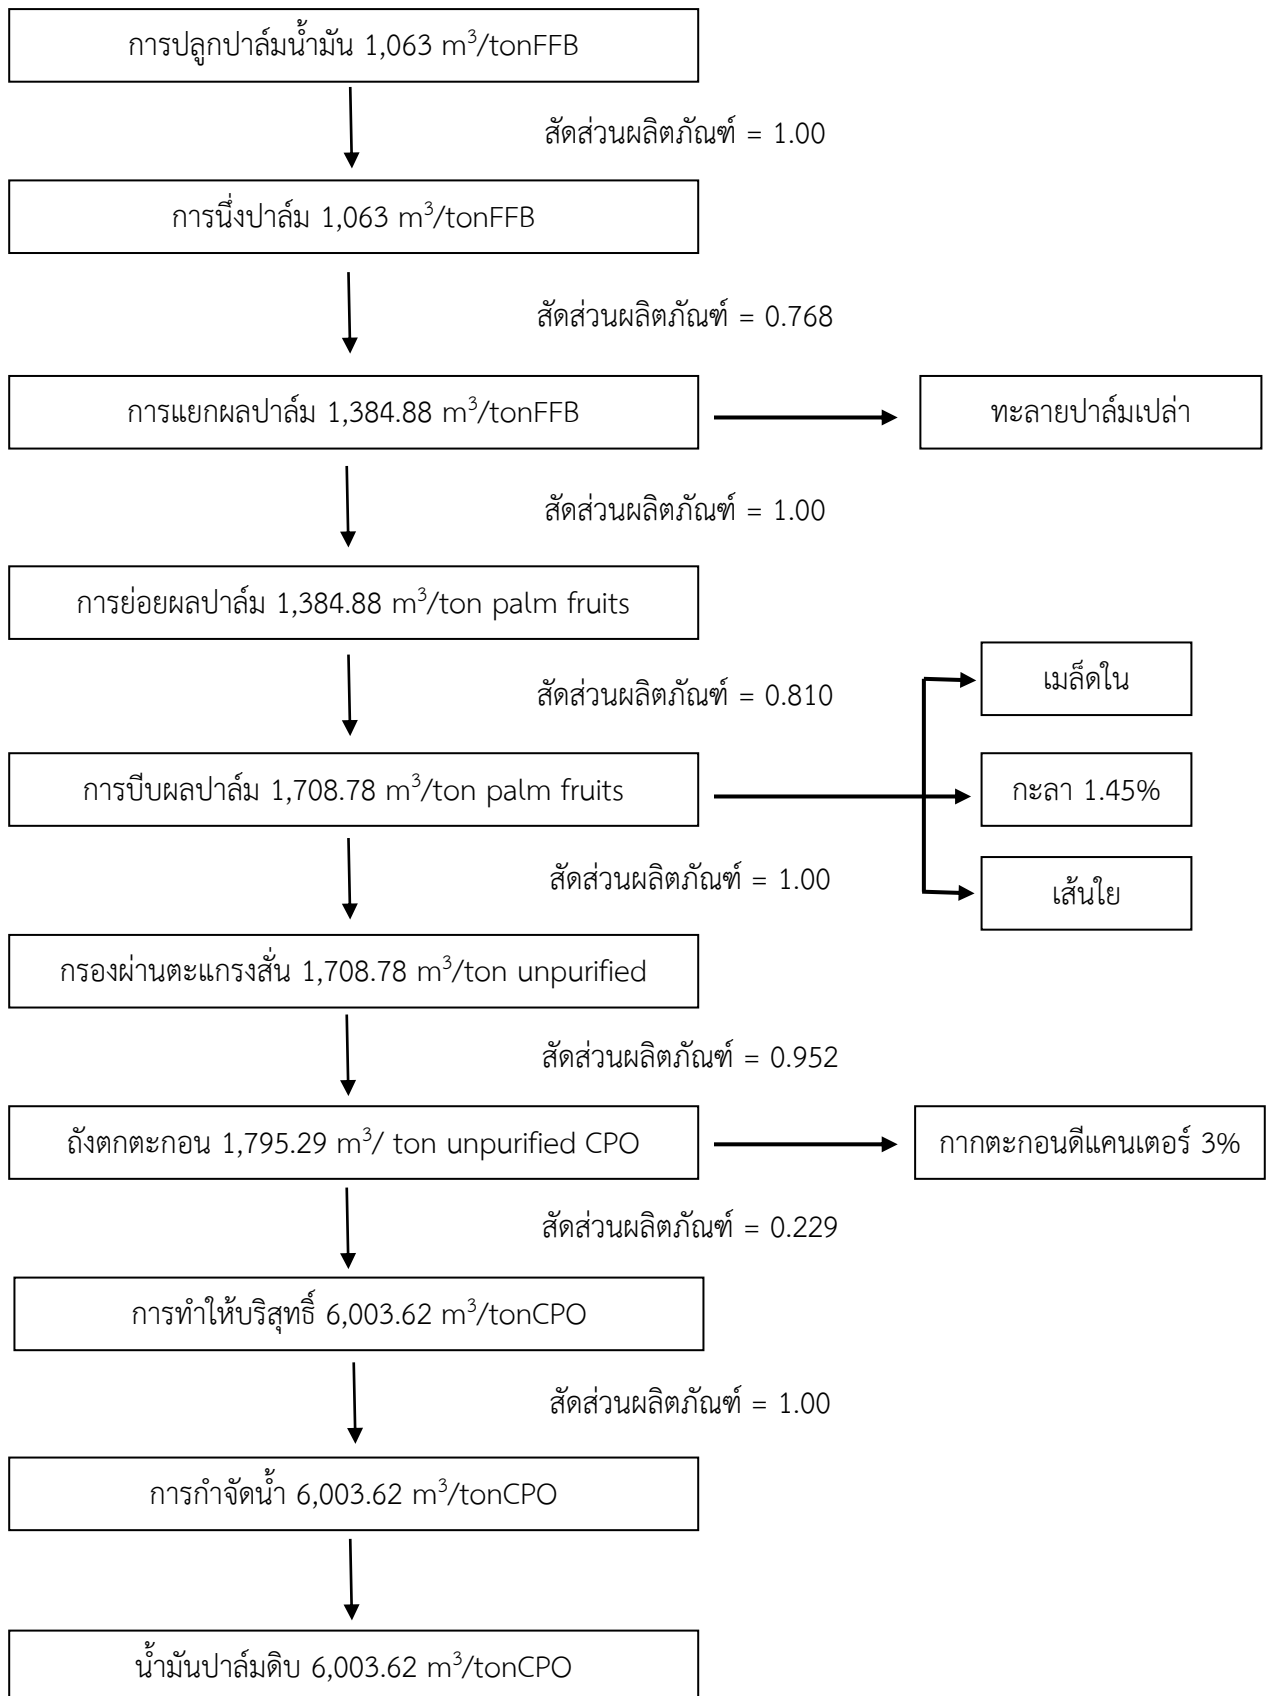 การปลูกปาล์มน้ำมัน 1,063 m³/tonFFB
สัดส่วนผลิตภัณฑ์ = 1.00
การนึ่งปาล์ม 1,063 m³/tonFFB
สัดส่วนผลิตภัณฑ์ = 0.768
การแยกผลปาล์ม 1,384.88 m³/tonFFB
ทะลายปาล์มเปล่า
สัดส่วนผลิตภัณฑ์ = 1.00
การย่อยผลปาล์ม 1,384.88 m³/ton palm fruits
เมล็ดใน
สัดส่วนผลิตภัณฑ์ = 0.810
การบีบผลปาล์ม 1,708.78 m³/ton palm fruits
กะลา 1.45%
สัดส่วนผลิตภัณฑ์ = 1.00
เส้นใย
กรองผ่านตะแกรงสั่น 1,708.78 m³/ton unpurified
สัดส่วนผลิตภัณฑ์ = 0.952
ถังตกตะกอน 1,795.29 m³/ ton unpurified CPO
กากตะกอนดีแคนเตอร์ 3%
สัดส่วนผลิตภัณฑ์ = 0.229
การทำให้บริสุทธิ์ 6,003.62 m³/tonCPO
สัดส่วนผลิตภัณฑ์ = 1.00
การกำจัดน้ำ 6,003.62 m³/tonCPO
น้ำมันปาล์มดิบ 6,003.62 m³/tonCPO